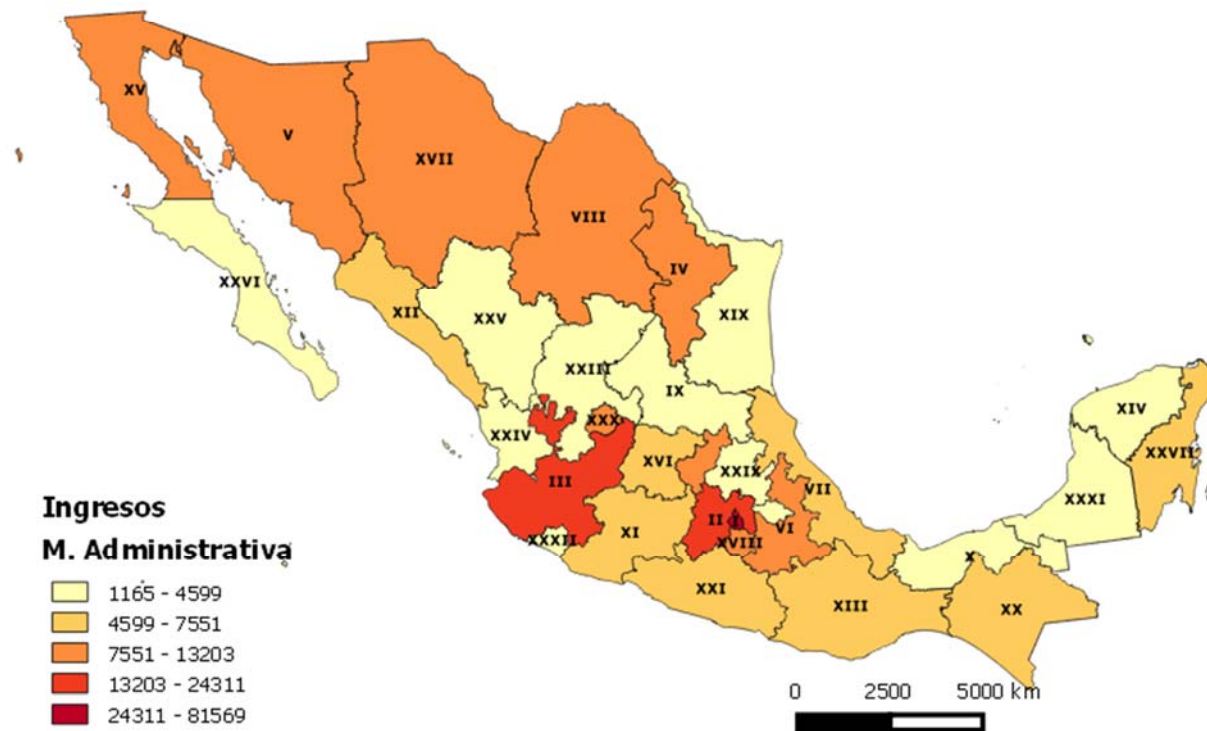 XV
V
XVII
VIII
IV
XXVI
XII
XXV
XIX
XXIII
IX
XXIV
XXX
XIV
XVI
XXIX
XXVII
III
VII
XXXI
II
I
VI
XI
XVIII
XXXII
X
XXI
XIII
XX
Ingresos
M. Administrativa
1165 - 4599
4599 - 7551
7551 - 13203
13203 - 24311
24311 - 81569
0 2500 5000 km